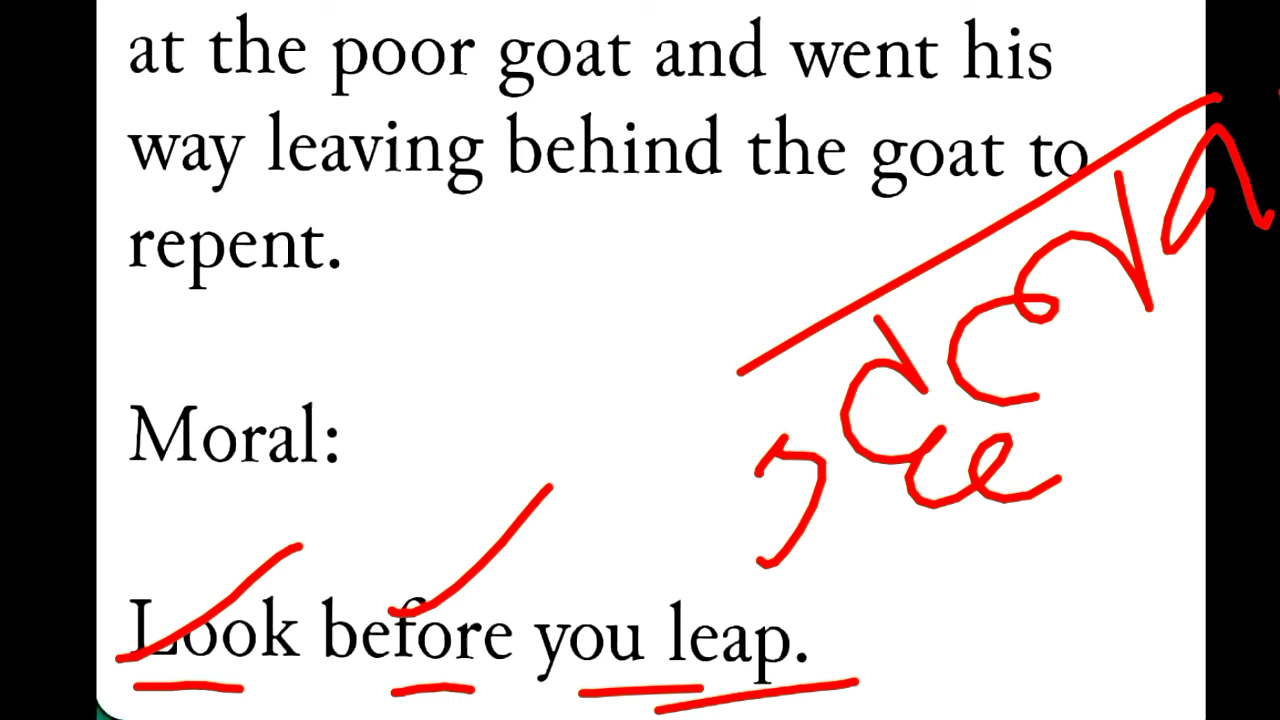 at the poor goat and went his
way leaving behind the goat to
repent.
Moral:
Look before you leap.